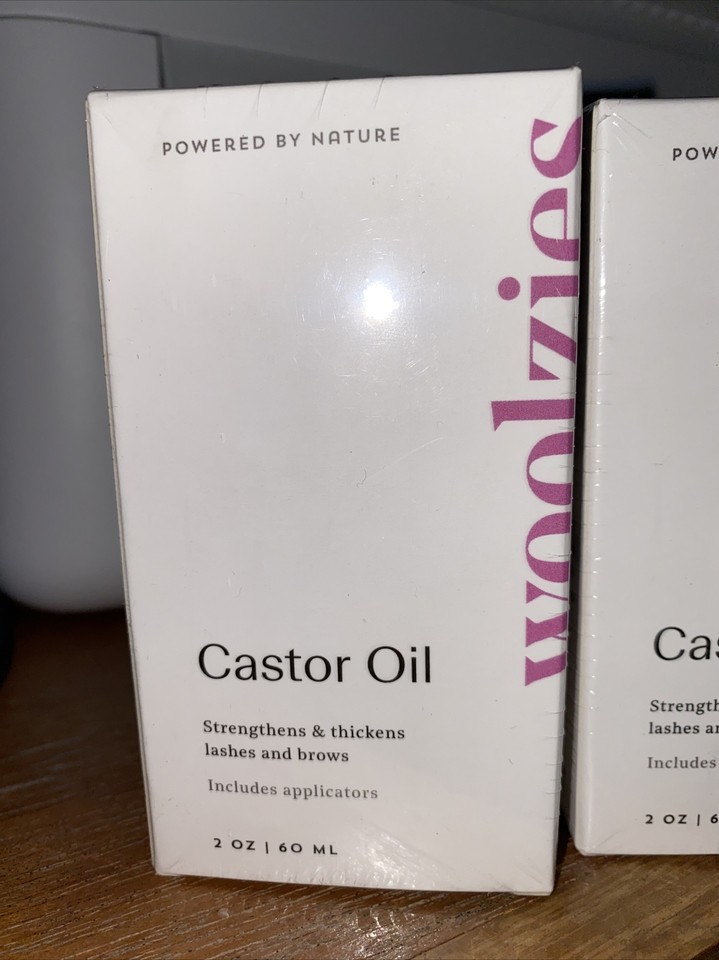 POWERED BY NATURE
woolzies
Castor Oil
Strengthens & thickens
lashes and brows
Includes applicators
2 OZ | 60 ML
POW
Cas
Strength
lashes an
Includes
2 OZ | 6